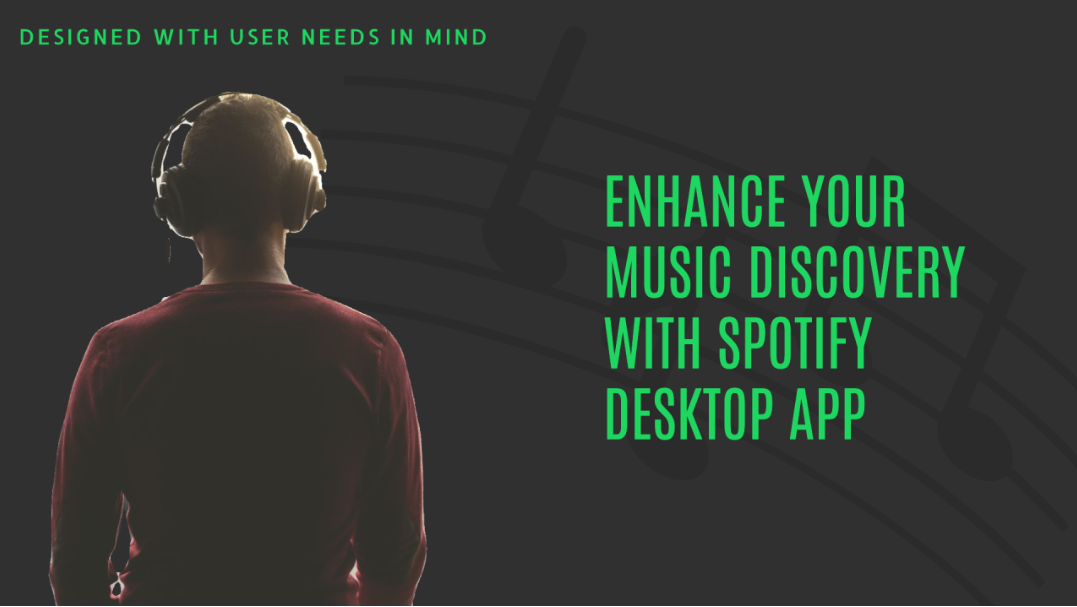 DESIGNED WITH USER NEEDS IN MIND
ENHANCE YOUR
MUSIC DISCOVERY
WITH SPOTIFY
DESKTOP APP